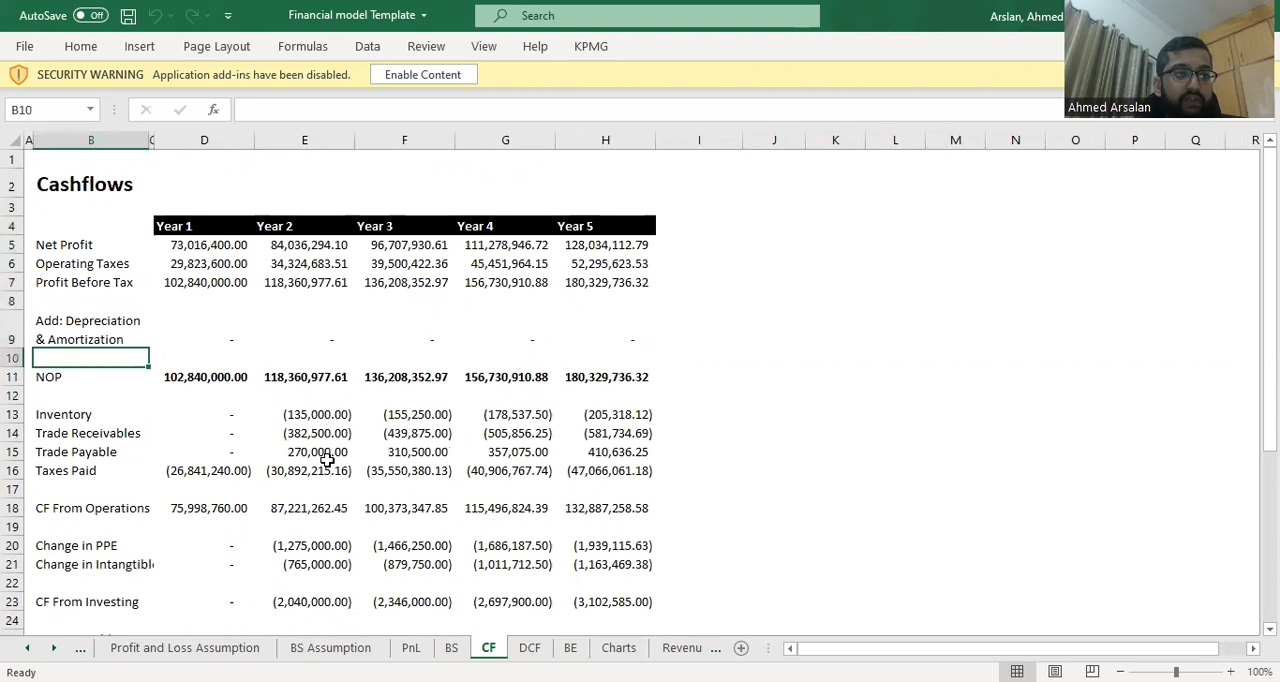 AutoSave Off Financial model Template Search Arslan, Ahmed
File Home Insert Page Layout Formulas Data Review View Help KPMG
SECURITY WARNING Application add-ins have been disabled. Enable Content
Ahmed Arsalan
B10 fx
A B C D E F G H I J K L M N O P Q R
1
2 Cashflows
3
4 Year 1 Year 2 Year 3 Year 4 Year 5
5 Net Profit 73,016,400.00 84,036,294.10 96,707,930.61 111,278,946.72 128,034,112.79
6 Operating Taxes 29,823,600.00 34,324,683.51 39,500,422.36 45,451,964.15 52,295,623.53
7 Profit Before Tax 102,840,000.00 118,360,977.61 136,208,352.97 156,730,910.88 180,329,736.32
8
Add: Depreciation
9 & Amortization - - - - -
10
11 NOP 102,840,000.00 118,360,977.61 136,208,352.97 156,730,910.88 180,329,736.32
12
13 Inventory - (135,000.00) (155,250.00) (178,537.50) (205,318.12)
14 Trade Receivables - (382,500.00) (439,875.00) (505,856.25) (581,734.69)
15 Trade Payable - 270,000.00 310,500.00 357,075.00 410,636.25
16 Taxes Paid (26,841,240.00) (30,892,215.16) (35,550,380.13) (40,906,767.74) (47,066,061.18)
17
18 CF From Operations 75,998,760.00 87,221,262.45 100,373,347.85 115,496,824.39 132,887,258.58
19
20 Change in PPE - (1,275,000.00) (1,466,250.00) (1,686,187.50) (1,939,115.63)
21 Change in Intangible - (765,000.00) (879,750.00) (1,011,712.50) (1,163,469.38)
22
23 CF From Investing - (2,040,000.00) (2,346,000.00) (2,697,900.00) (3,102,585.00)
24
... Profit and Loss Assumption BS Assumption PnL BS CF DCF BE Charts Revenu ...
Ready 100%